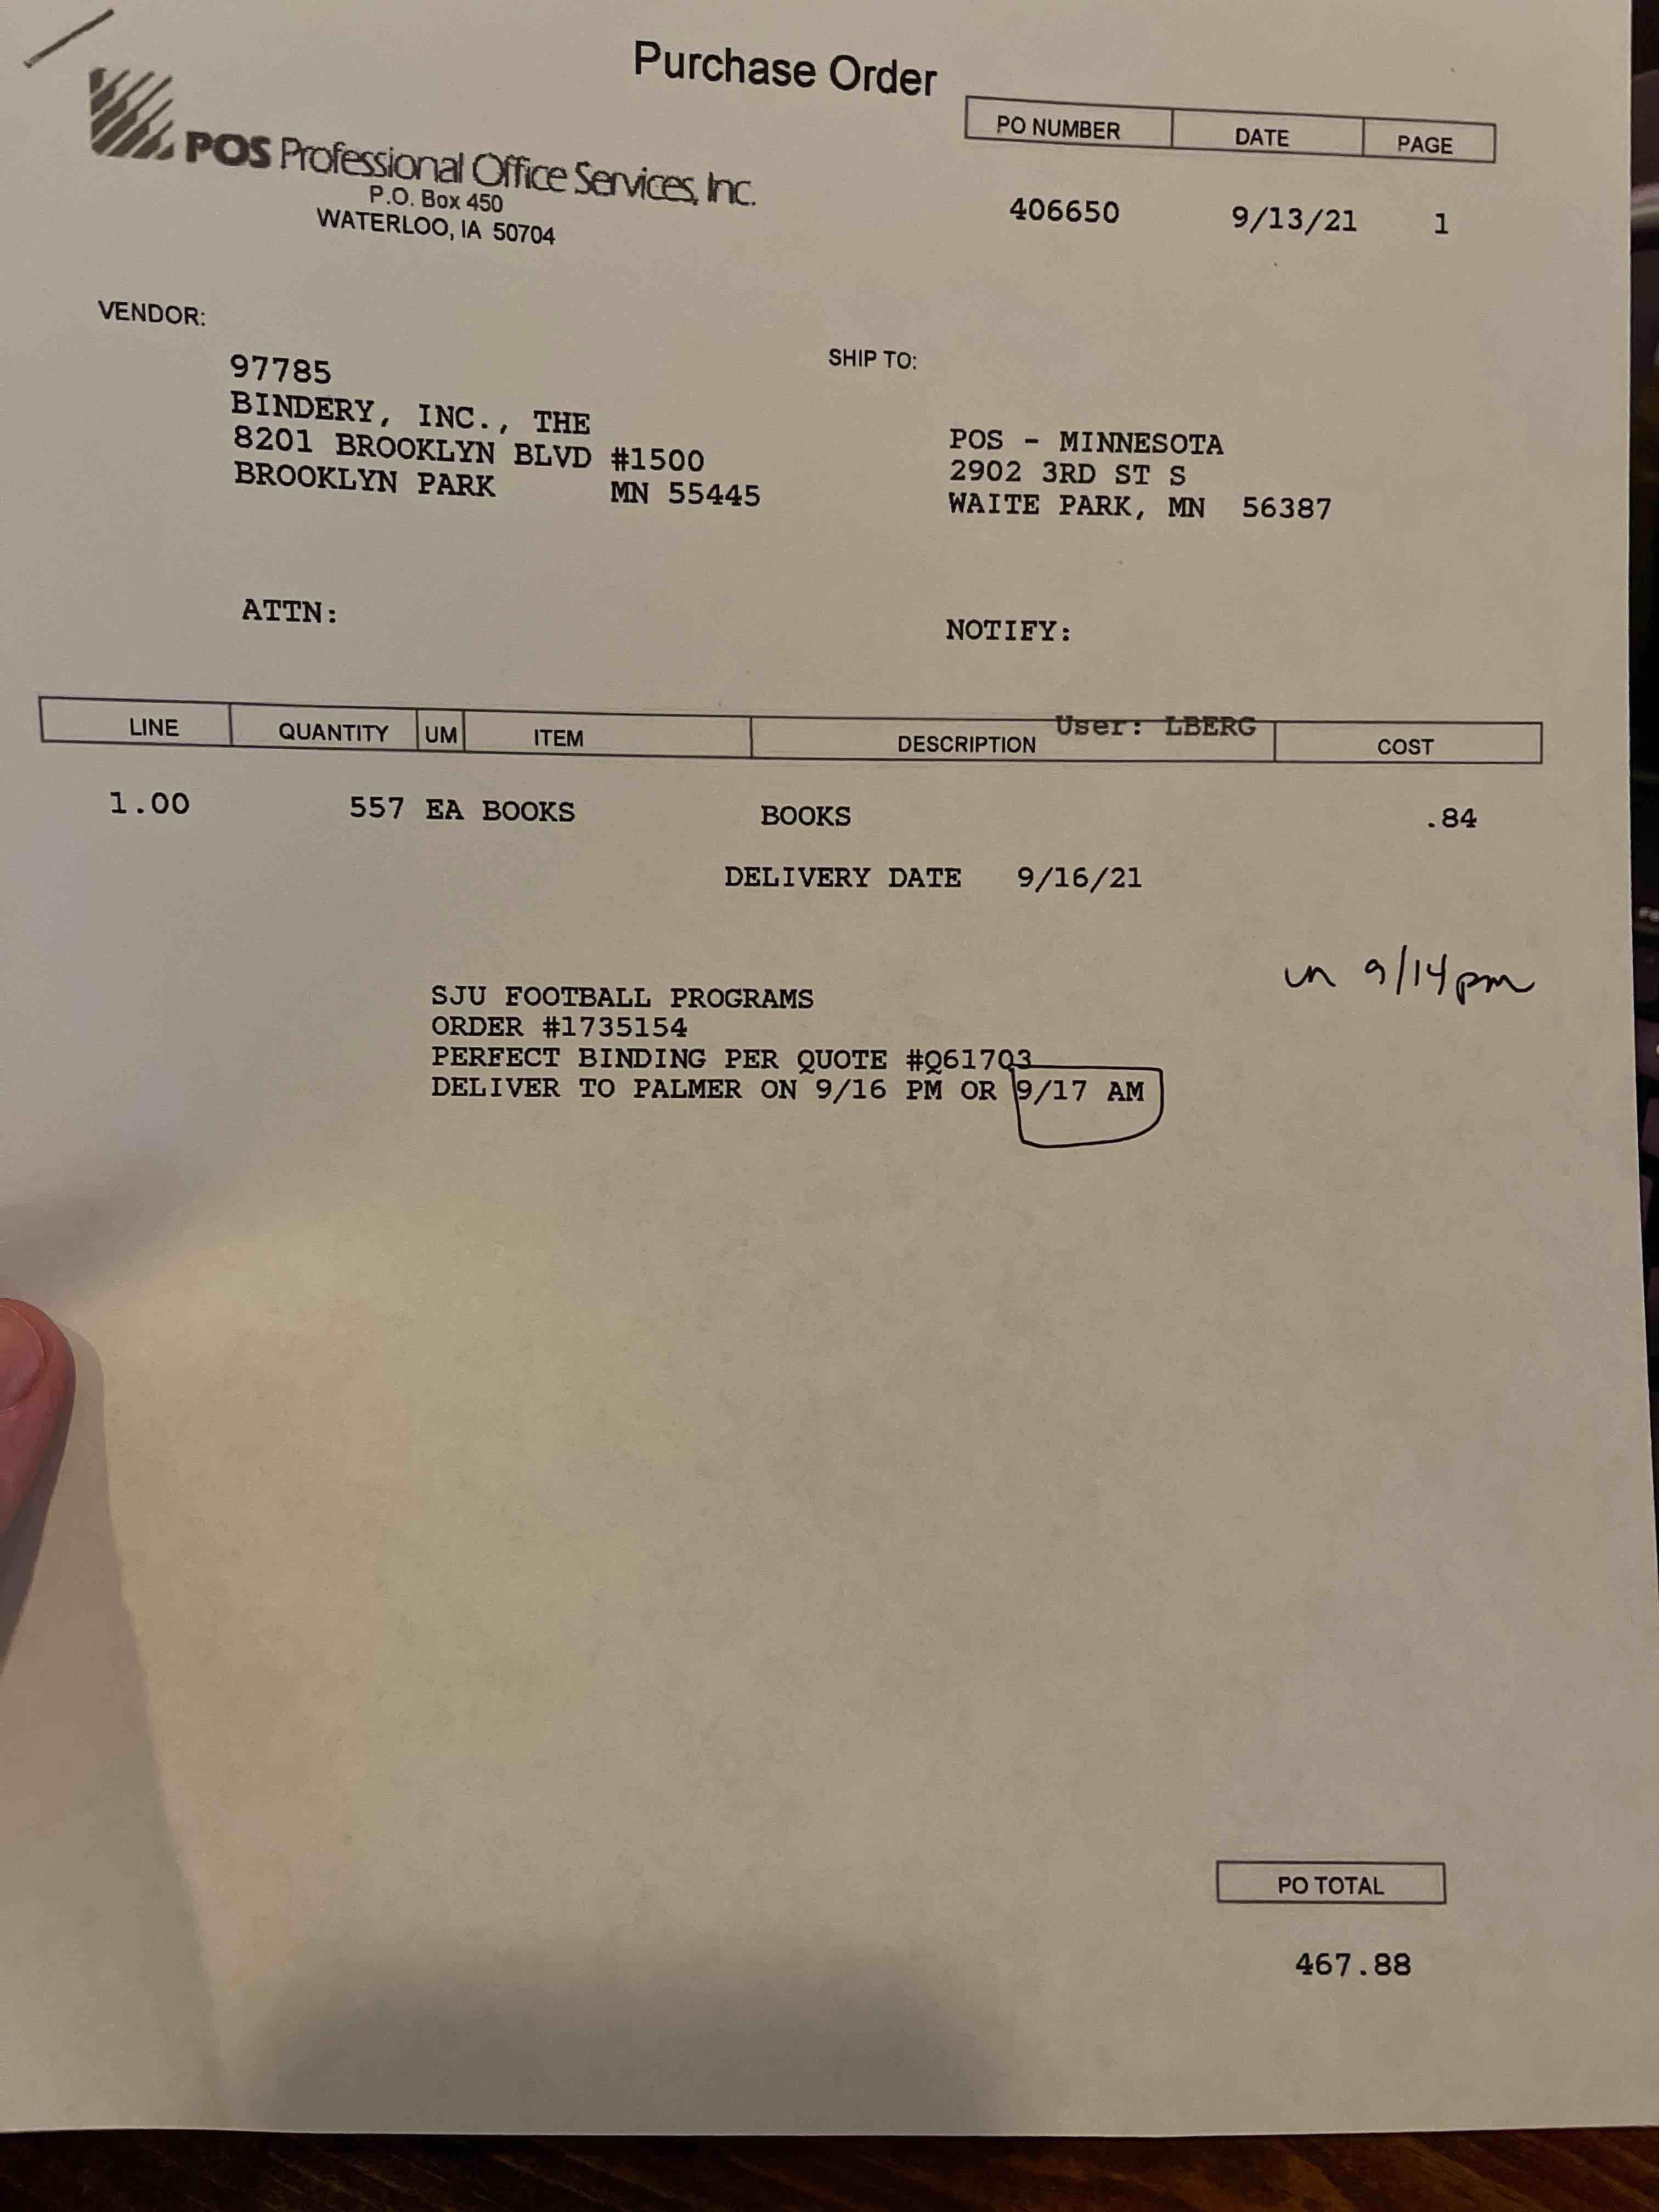 Purchase Order
POS Professional Office Services, Inc.
P.O. Box 450
WATERLOO, IA 50704
PO NUMBER DATE PAGE
406650 9/13/21 1
VENDOR:
97785
BINDERY, INC., THE
8201 BROOKLYN BLVD #1500
BROOKLYN PARK MN 55445
SHIP TO:
POS - MINNESOTA
2902 3RD ST S
WAITE PARK, MN 56387
ATTN:
NOTIFY:
User: LBERG
LINE QUANTITY UM ITEM DESCRIPTION COST
1.00 557 EA BOOKS BOOKS .84
DELIVERY DATE 9/16/21
in 9/14 pm
SJU FOOTBALL PROGRAMS
ORDER #1735154
PERFECT BINDING PER QUOTE #Q61703
DELIVER TO PALMER ON 9/16 PM OR 9/17 AM
PO TOTAL
467.88